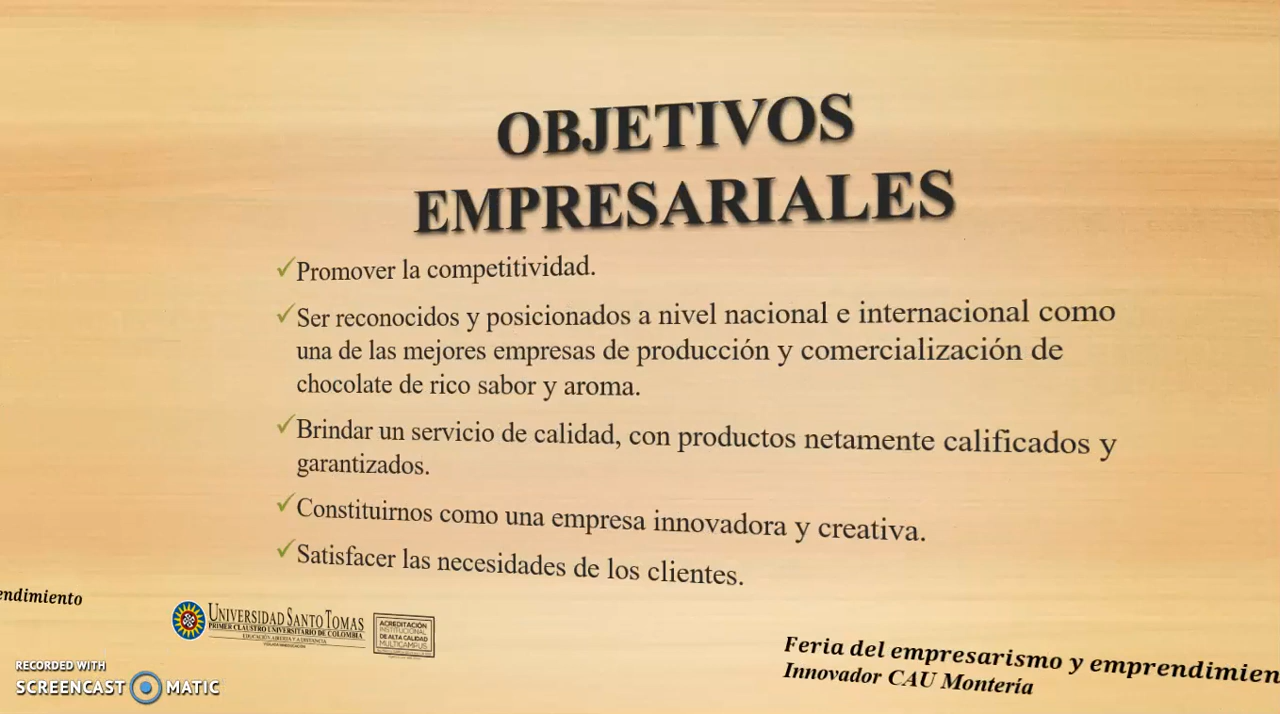 OBJETIVOS
EMPRESARIALES
✓Promover la competitividad.
✓Ser reconocidos y posicionados a nivel nacional e internacional como
una de las mejores empresas de producción y comercialización de
chocolate de rico sabor y aroma.
✓Brindar un servicio de calidad, con productos netamente calificados y
garantizados.
✓Constituirnos como una empresa innovadora y creativa.
✓Satisfacer las necesidades de los clientes.
endimiento
UNIVERSIDAD SANTO TOMAS
PRIMER CLAUSTRO UNIVERSITARIO DE COLOMBIA
EDUCACIÓN ABIERTA Y A DISTANCIA
ACREDITACIÓN
INSTITUCIONAL
DE ALTA CALIDAD
MULTICAMPUS
Feria del empresarismo y emprendimien
Innovador CAU Montería
RECORDED WITH
SCREENCAST MATIC